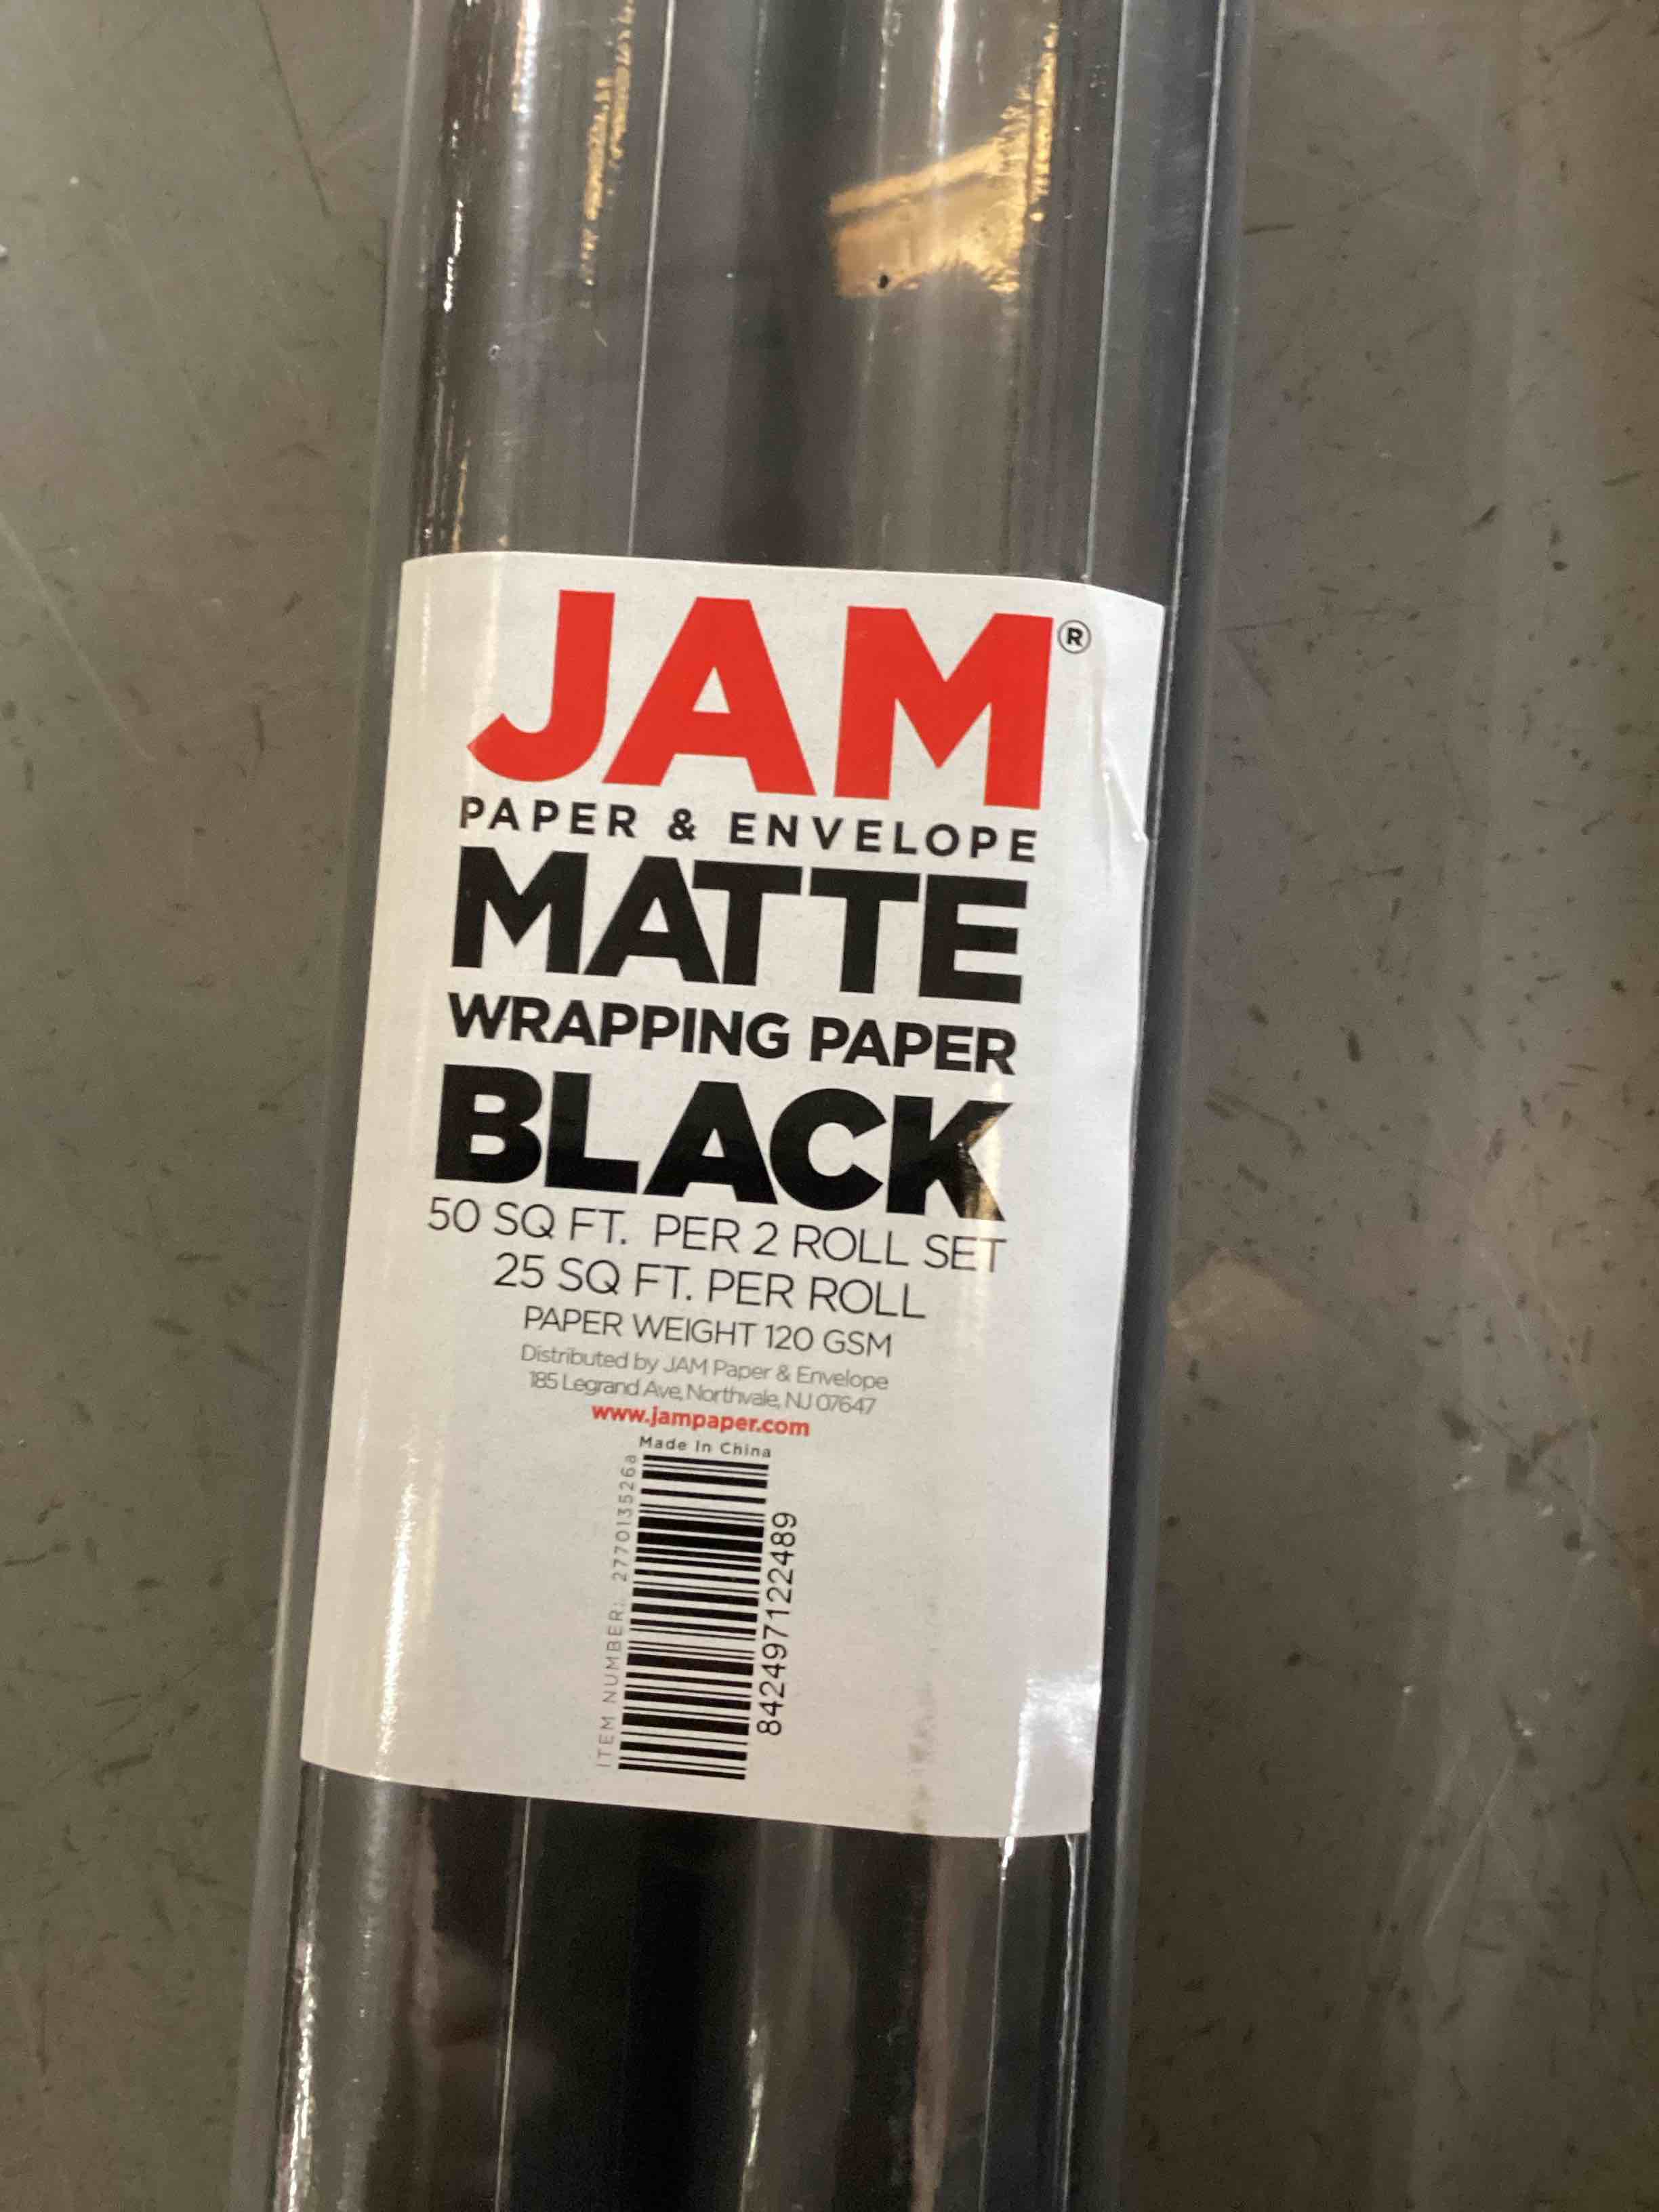 JAM®
PAPER & ENVELOPE
MATTE
WRAPPING PAPER
BLACK
50 SQ FT. PER 2 ROLL SET
25 SQ FT. PER ROLL
PAPER WEIGHT 120 GSM
Distributed by JAM Paper & Envelope
185 Legrand Ave, Northvale, NJ 07647
www.jampaper.com
Made In China
ITEM NUMBER: 277013526a
842497122489